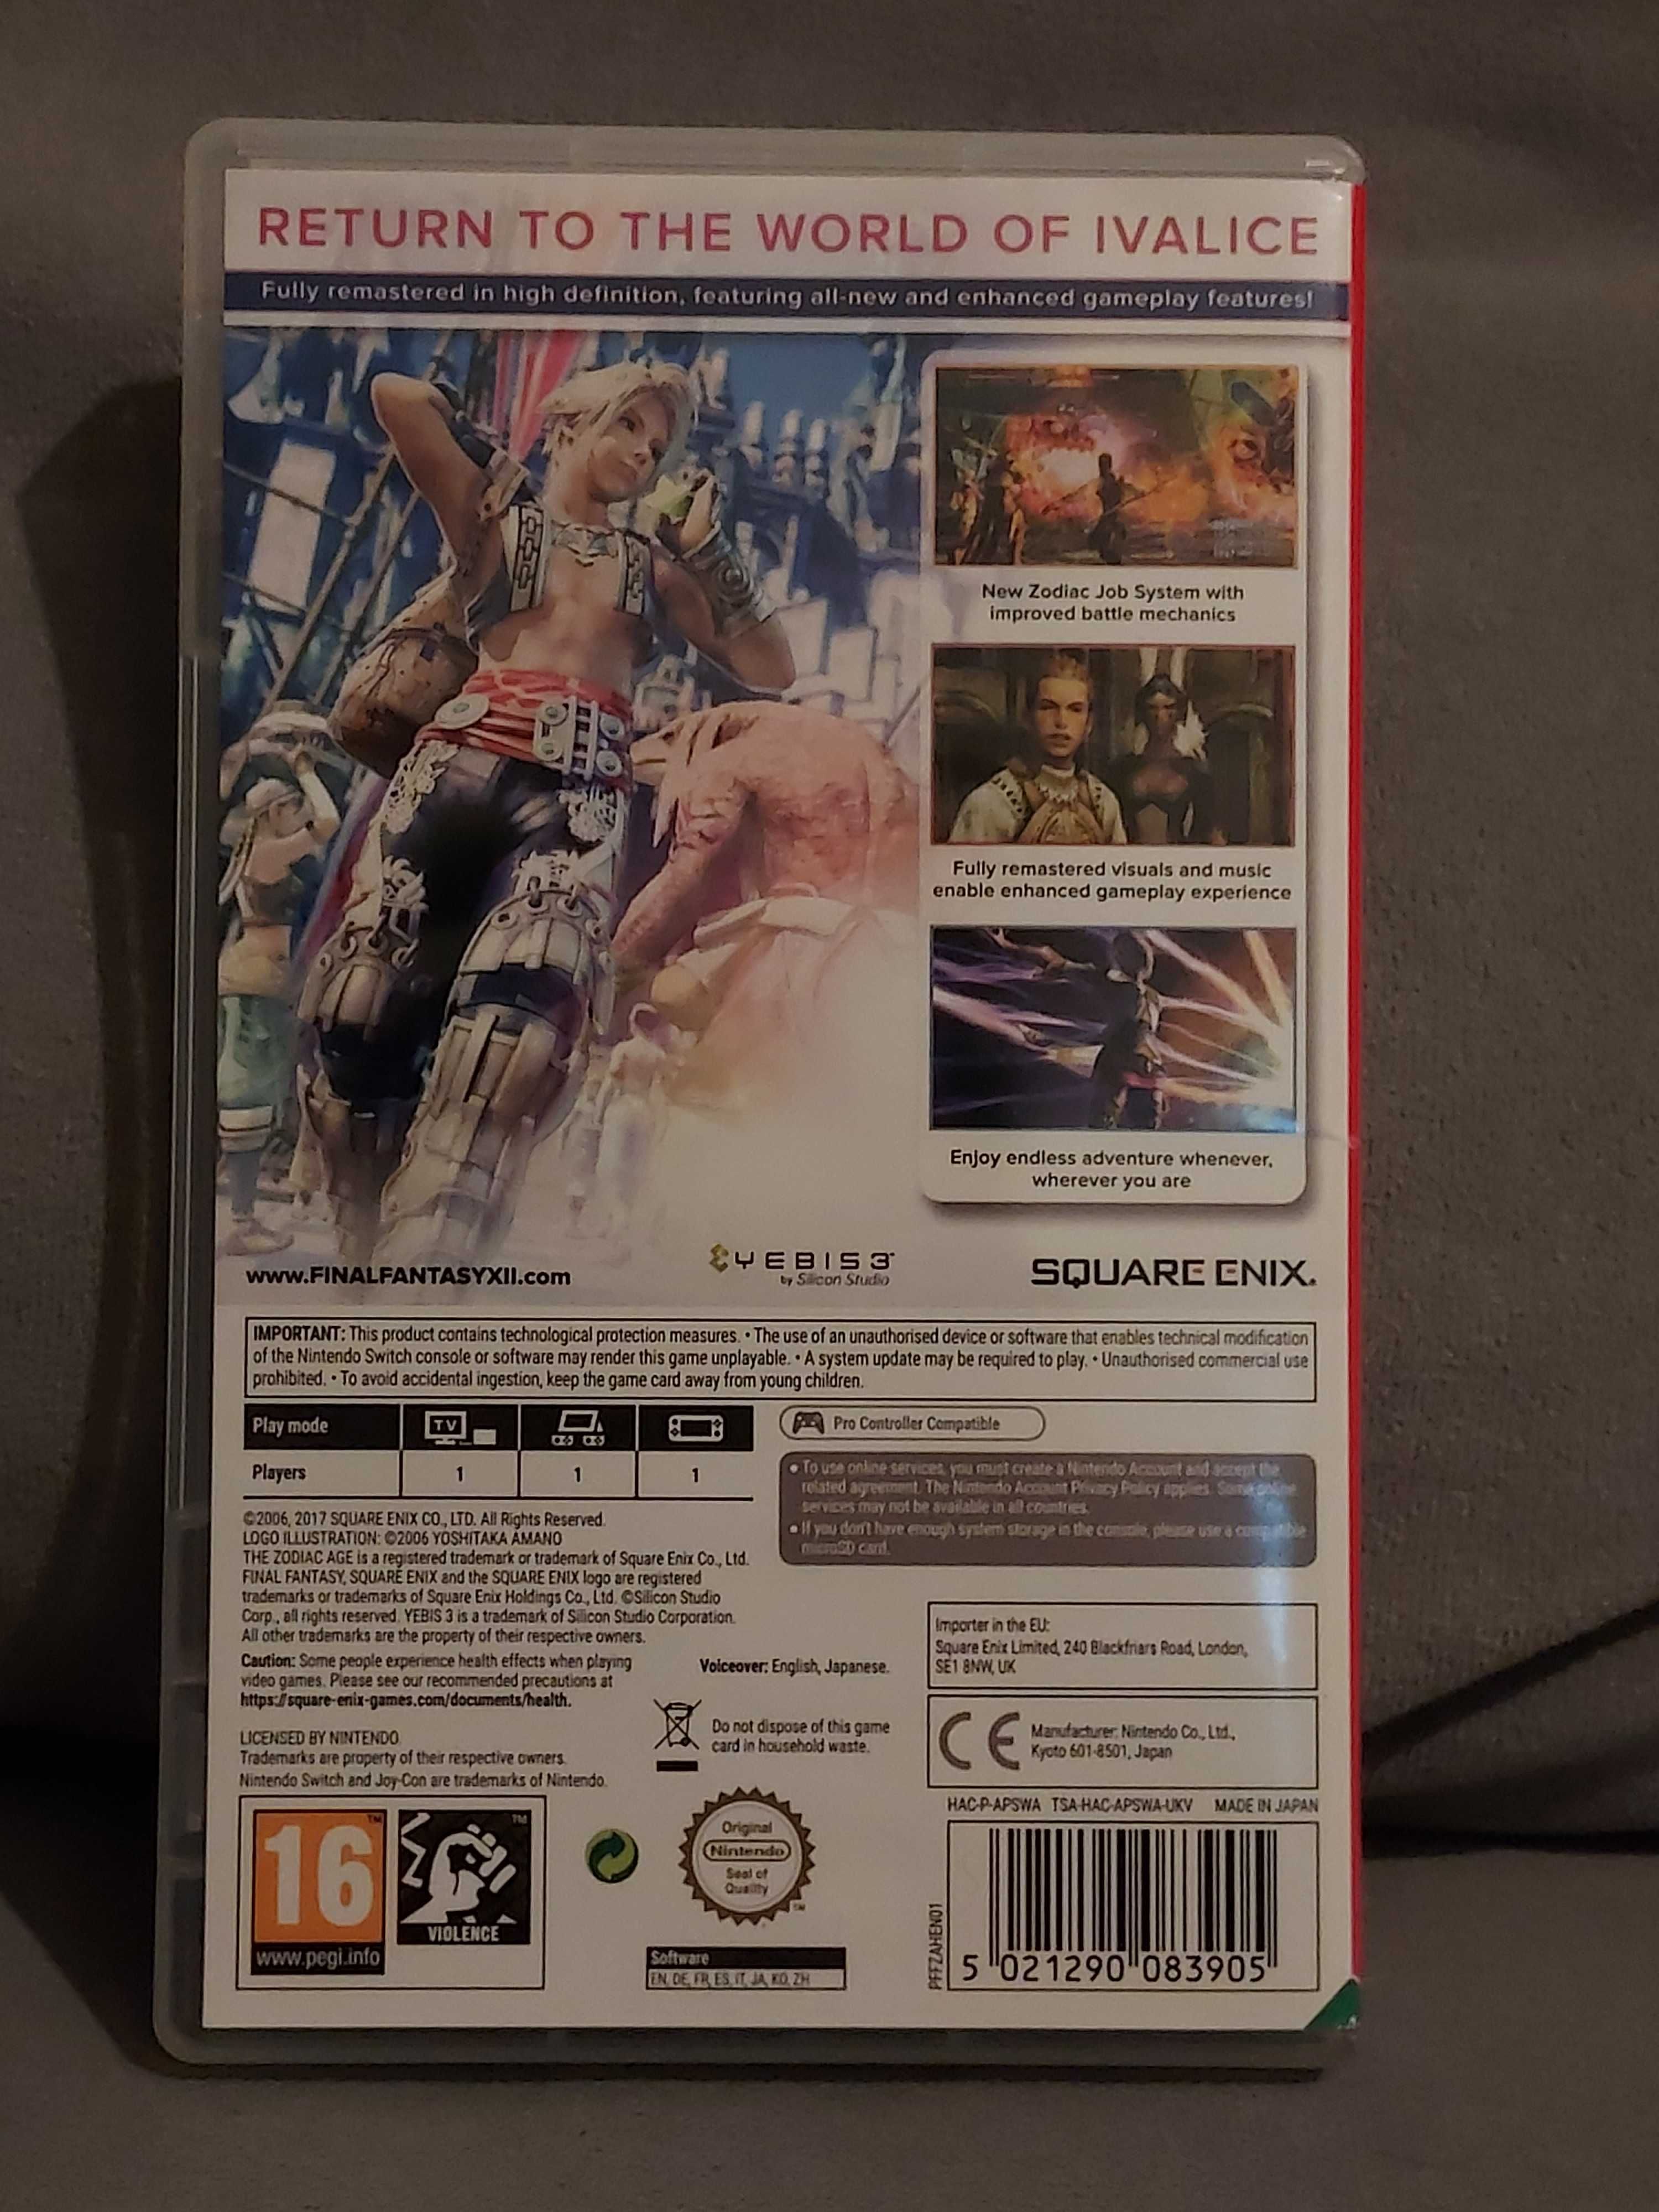 RETURN TO THE WORLD OF IVALICE
Fully remastered in high definition, featuring all-new and enhanced gameplay features!
New Zodiac Job System with
improved battle mechanics
Fully remastered visuals and music
enable enhanced gameplay experience
Enjoy endless adventure whenever,
wherever you are
www.FINALFANTASYXII.com
YEBIS 3
by Silicon Studio
SQUARE ENIX.
IMPORTANT: This product contains technological protection measures. • The use of an unauthorised device or software that enables technical modification
of the Nintendo Switch console or software may render this game unplayable. • A system update may be required to play. • Unauthorised commercial use
prohibited. • To avoid accidental ingestion, keep the game card away from young children.
Play mode
TV
Players
1
1
1
Pro Controller Compatible
• To use online services, you must create a Nintendo Account and accept the
related agreement. The Nintendo Account Privacy Policy applies. Some online
services may not be available in all countries.
• If you don't have enough system storage in the console, please use a compatible
microSD card.
©2006, 2017 SQUARE ENIX CO., LTD. All Rights Reserved.
LOGO ILLUSTRATION: ©2006 YOSHITAKA AMANO
THE ZODIAC AGE is a registered trademark or trademark of Square Enix Co., Ltd.
FINAL FANTASY, SQUARE ENIX and the SQUARE ENIX logo are registered
trademarks or trademarks of Square Enix Holdings Co., Ltd. ©Silicon Studio
Corp., all rights reserved. YEBIS 3 is a trademark of Silicon Studio Corporation.
All other trademarks are the property of their respective owners.
Caution: Some people experience health effects when playing
video games. Please see our recommended precautions at
https://square-enix-games.com/documents/health.
Voiceover: English, Japanese.
LICENSED BY NINTENDO
Trademarks are property of their respective owners.
Nintendo Switch and Joy-Con are trademarks of Nintendo.
Do not dispose of this game
card in household waste.
Importer in the EU:
Square Enix Limited, 240 Blackfriars Road, London,
SE1 8NW, UK
CE
Manufacturer: Nintendo Co., Ltd.,
Kyoto 601-8501, Japan
HAC-P-APSWA TSA-HAC-APSWA-UKV MADE IN JAPAN
16
TM
www.pegi.info
TM
VIOLENCE
Original
Nintendo
Seal of
Quality
TM
Software
EN, DE, FR, ES, IT, JA, KO, ZH
PFFZAHEN01
5 021290 083905